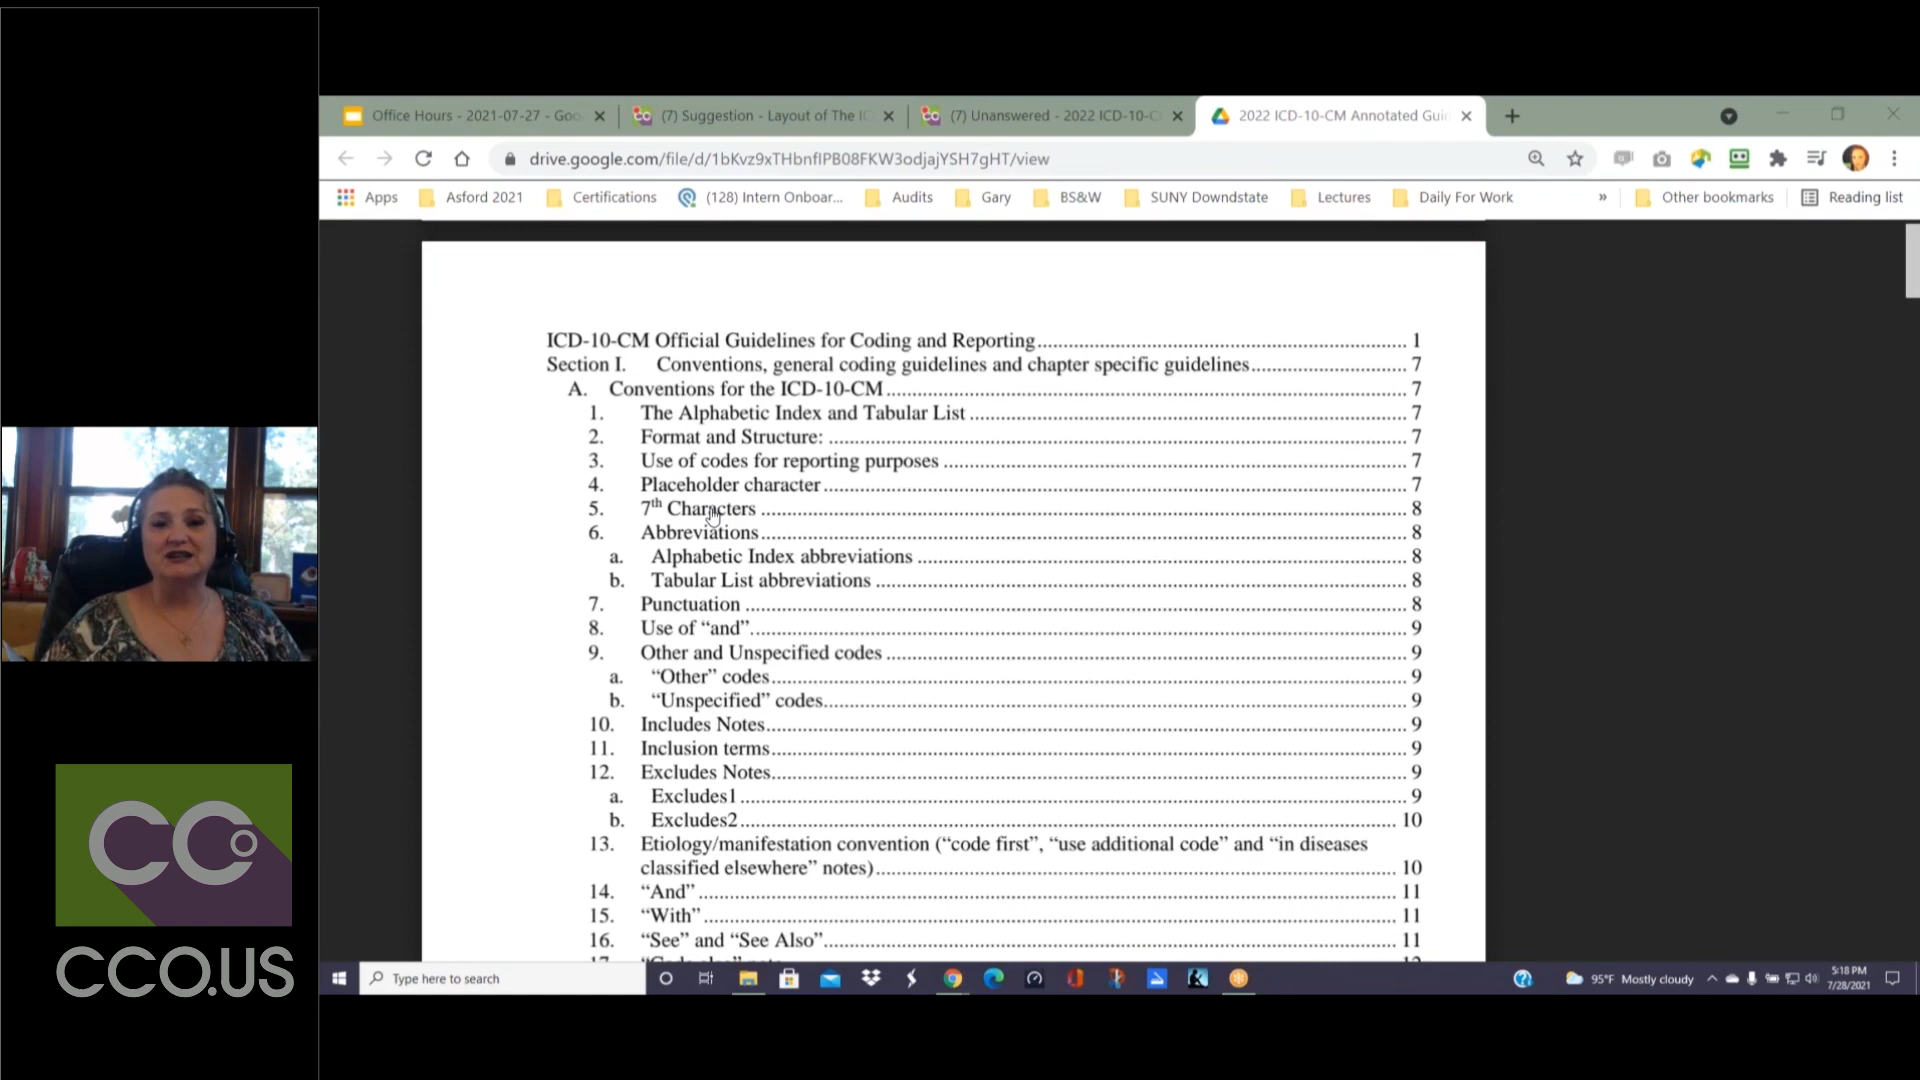 Office Hours - 2021-07-27 - Goo
(7) Suggestion - Layout of The IC
(7) Unanswered - 2022 ICD-10-C
2022 ICD-10-CM Annotated Gui
drive.google.com/file/d/1bKvz9xTHbnflPB08FKW3odjajYSH7gHT/view
Apps
Asford 2021
Certifications
(128) Intern Onboar...
Audits
Gary
BS&W
SUNY Downstate
Lectures
Daily For Work
»
Other bookmarks
Reading list
ICD-10-CM Official Guidelines for Coding and Reporting 1
Section I. Conventions, general coding guidelines and chapter specific guidelines 7
A. Conventions for the ICD-10-CM 7
1. The Alphabetic Index and Tabular List 7
2. Format and Structure: 7
3. Use of codes for reporting purposes 7
4. Placeholder character 7
5. 7th Characters 8
6. Abbreviations 8
a. Alphabetic Index abbreviations 8
b. Tabular List abbreviations 8
7. Punctuation 8
8. Use of “and” 9
9. Other and Unspecified codes 9
a. “Other” codes 9
b. “Unspecified” codes 9
10. Includes Notes 9
11. Inclusion terms 9
12. Excludes Notes 9
a. Excludes1 9
b. Excludes2 10
13. Etiology/manifestation convention (“code first”, “use additional code” and “in diseases
classified elsewhere” notes) 10
14. “And” 11
15. “With” 11
16. “See” and “See Also” 11
CCO
CCO.US
Type here to search
95°F Mostly cloudy
5:18 PM
7/28/2021